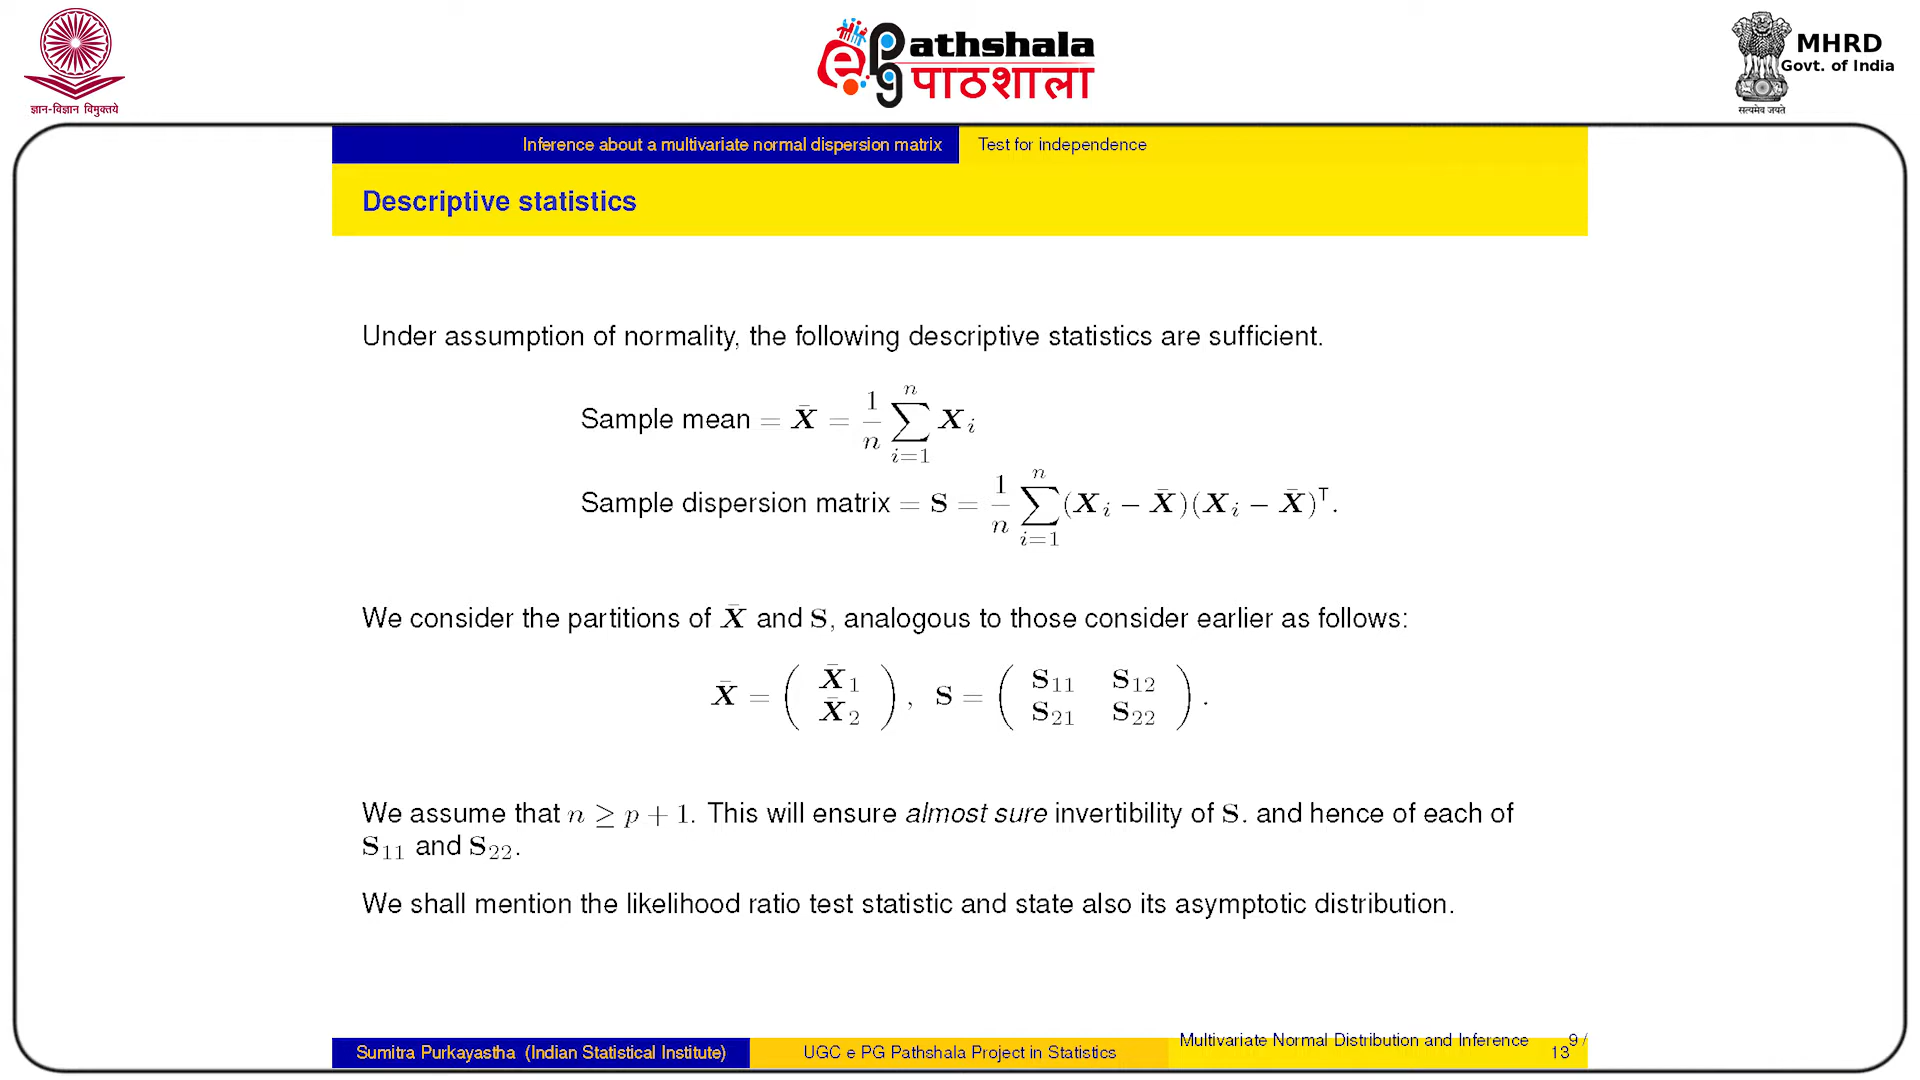 ज्ञान-विज्ञान विमुक्तये
ePG Pathshala
पाठशाला
MHRD
Govt. of India
सत्यमेव जयते
Inference about a multivariate normal dispersion matrix Test for independence
Descriptive statistics
Under assumption of normality, the following descriptive statistics are sufficient.
Sample mean = X̄ = 1/n ∑_{i=1}^{n} X_i
Sample dispersion matrix = S = 1/n ∑_{i=1}^{n} (X_i − X̄)(X_i − X̄)^T.
We consider the partitions of X̄ and S, analogous to those consider earlier as follows:
X̄ = ( X̄_1 ; X̄_2 ), S = ( S_11 S_12 ; S_21 S_22 ).
We assume that n ≥ p + 1. This will ensure almost sure invertibility of S. and hence of each of
S_11 and S_22.
We shall mention the likelihood ratio test statistic and state also its asymptotic distribution.
Sumitra Purkayastha (Indian Statistical Institute) UGC e PG Pathshala Project in Statistics Multivariate Normal Distribution and Inference 9 /
13